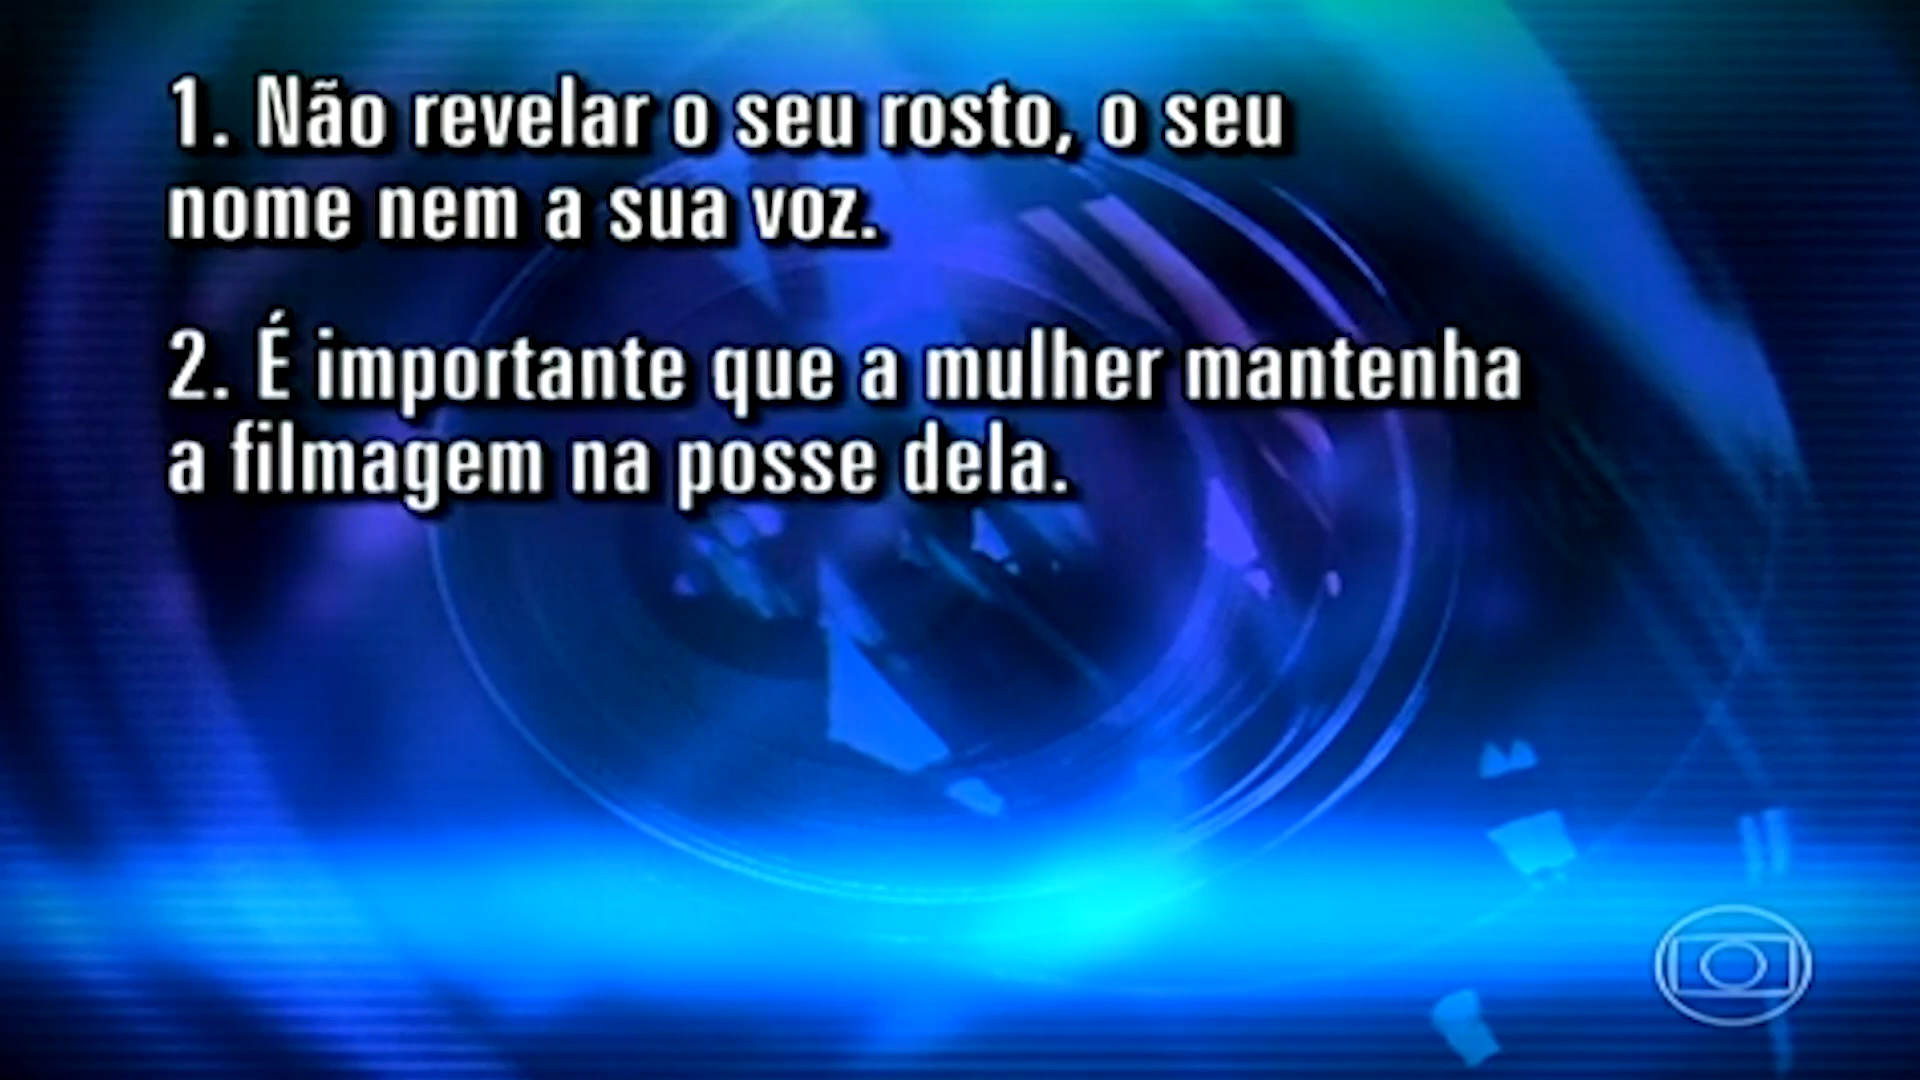 1. Não revelar o seu rosto, o seu
nome nem a sua voz.
2. É importante que a mulher mantenha
a filmagem na posse dela.